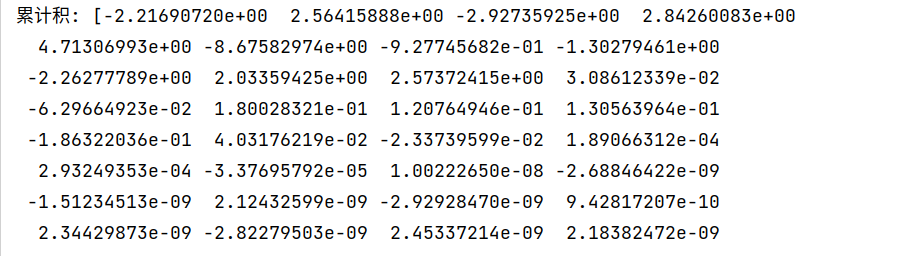 累计积: [-2.21690720e+00  2.56415888e+00 -2.92735925e+00  2.84260083e+00
  4.71306993e+00 -8.67582974e+00 -9.27745682e-01 -1.30279461e+00
 -2.26277789e+00  2.03359425e+00  2.57372415e+00  3.08612339e-02
 -6.29664923e-02  1.80028321e-01  1.20764946e-01  1.30563964e-01
 -1.86322036e-01  4.03176219e-02 -2.33739599e-02  1.89066312e-04
  2.93249353e-04 -3.37695792e-05  1.00222650e-08 -2.68846422e-09
 -1.51234513e-09  2.12432599e-09 -2.92928470e-09  9.42817207e-10
  2.34429873e-09 -2.82279503e-09  2.45337214e-09  2.18382472e-09